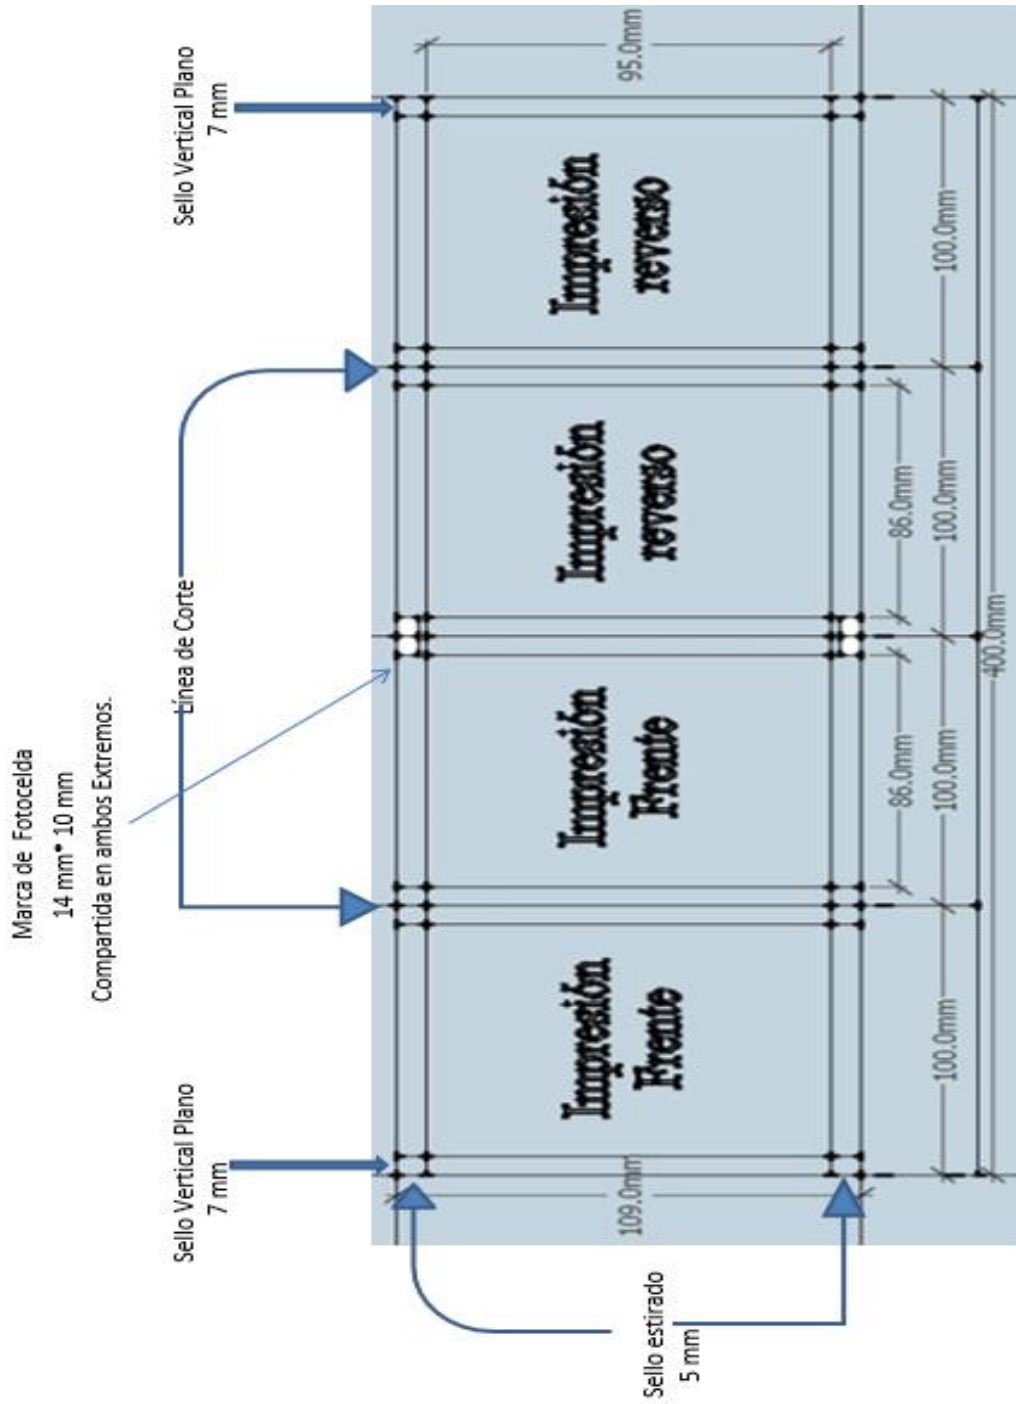 Marca de Fotocelda
14 mm* 10 mm
Compartida en ambos Extremos.
Sello Vertical Plano
7 mm
Línea de Corte
Sello Vertical Plano
7 mm
Sello estirado
5 mm
109.0mm
Impresión
Frente
Impresión
Frente
Impresión
reverso
Impresión
reverso
95.0mm
86.0mm
86.0mm
100.0mm
100.0mm
100.0mm
100.0mm
400.0mm